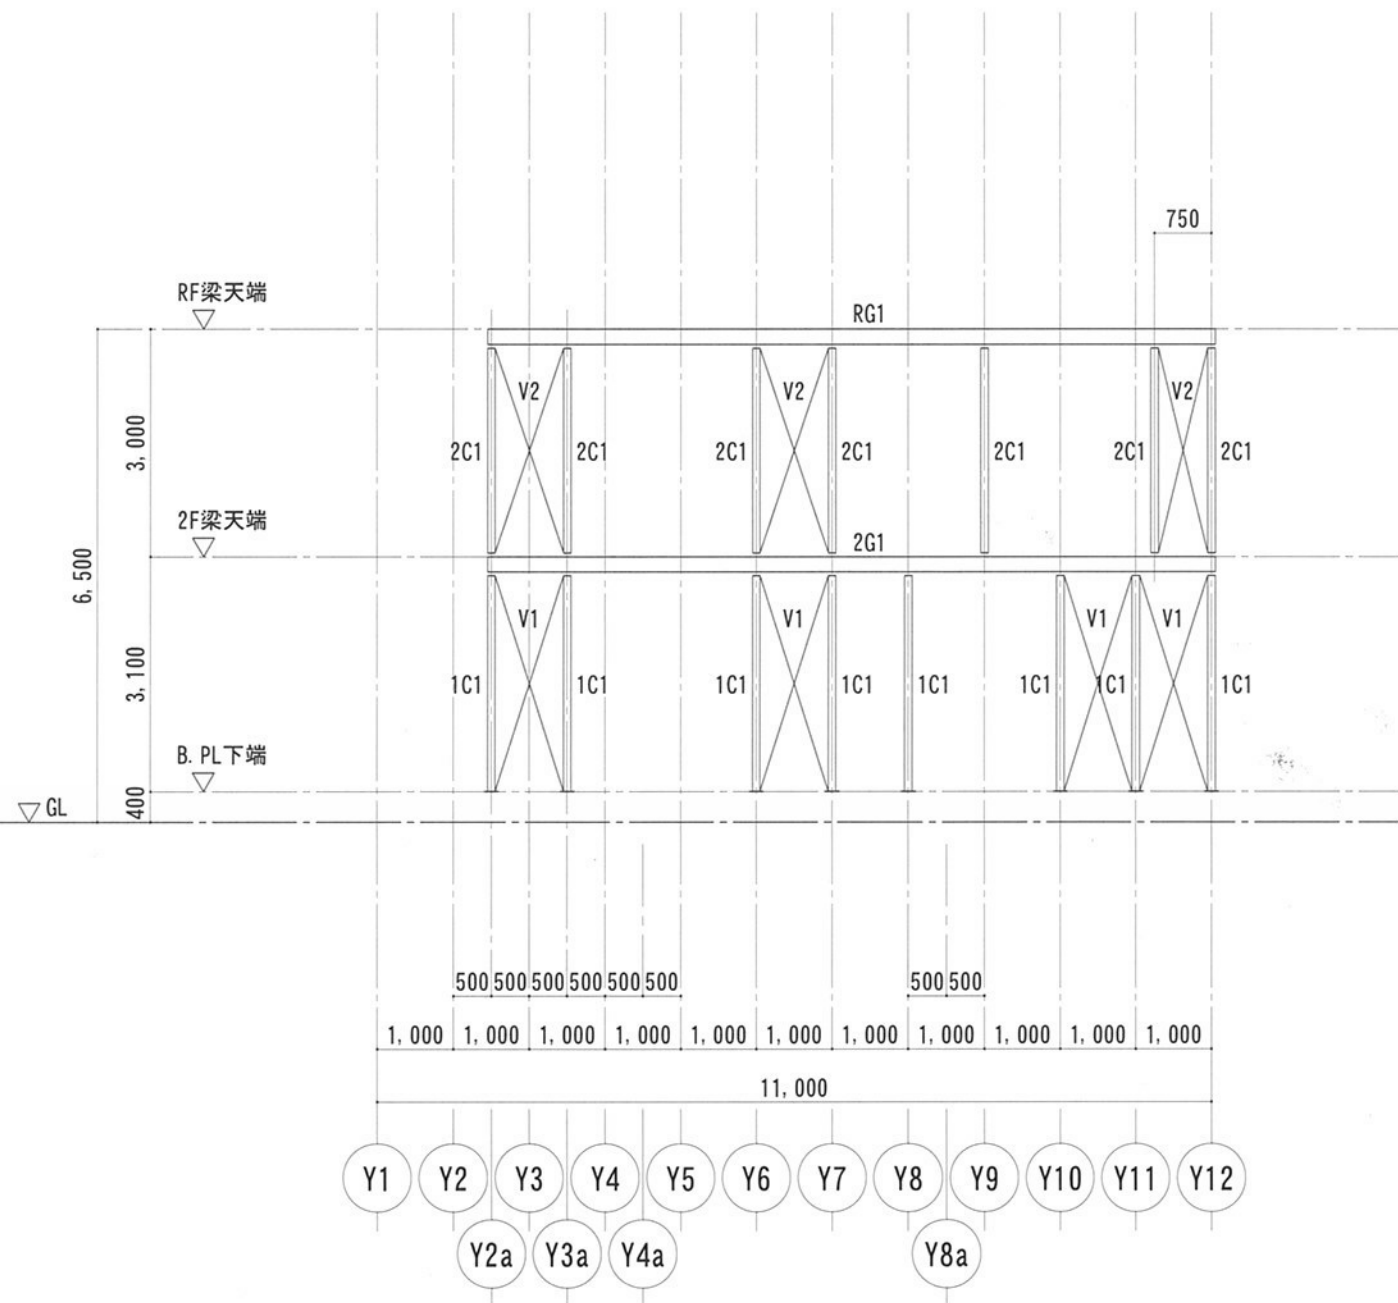 750
RF梁天端
RG1
V2 V2 V2
3,000
2C1 2C1 2C1 2C1 2C1 2C1 2C1
2F梁天端
2G1
6,500
V1 V1 V1 V1
3,100
1C1 1C1 1C1 1C1 1C1 1C1 1C1 1C1
B.PL下端
400
GL
500 500 500 500 500 500 500 500
1,000 1,000 1,000 1,000 1,000 1,000 1,000 1,000 1,000 1,000 1,000
11,000
Y1 Y2 Y3 Y4 Y5 Y6 Y7 Y8 Y9 Y10 Y11 Y12
Y2a Y3a Y4a Y8a